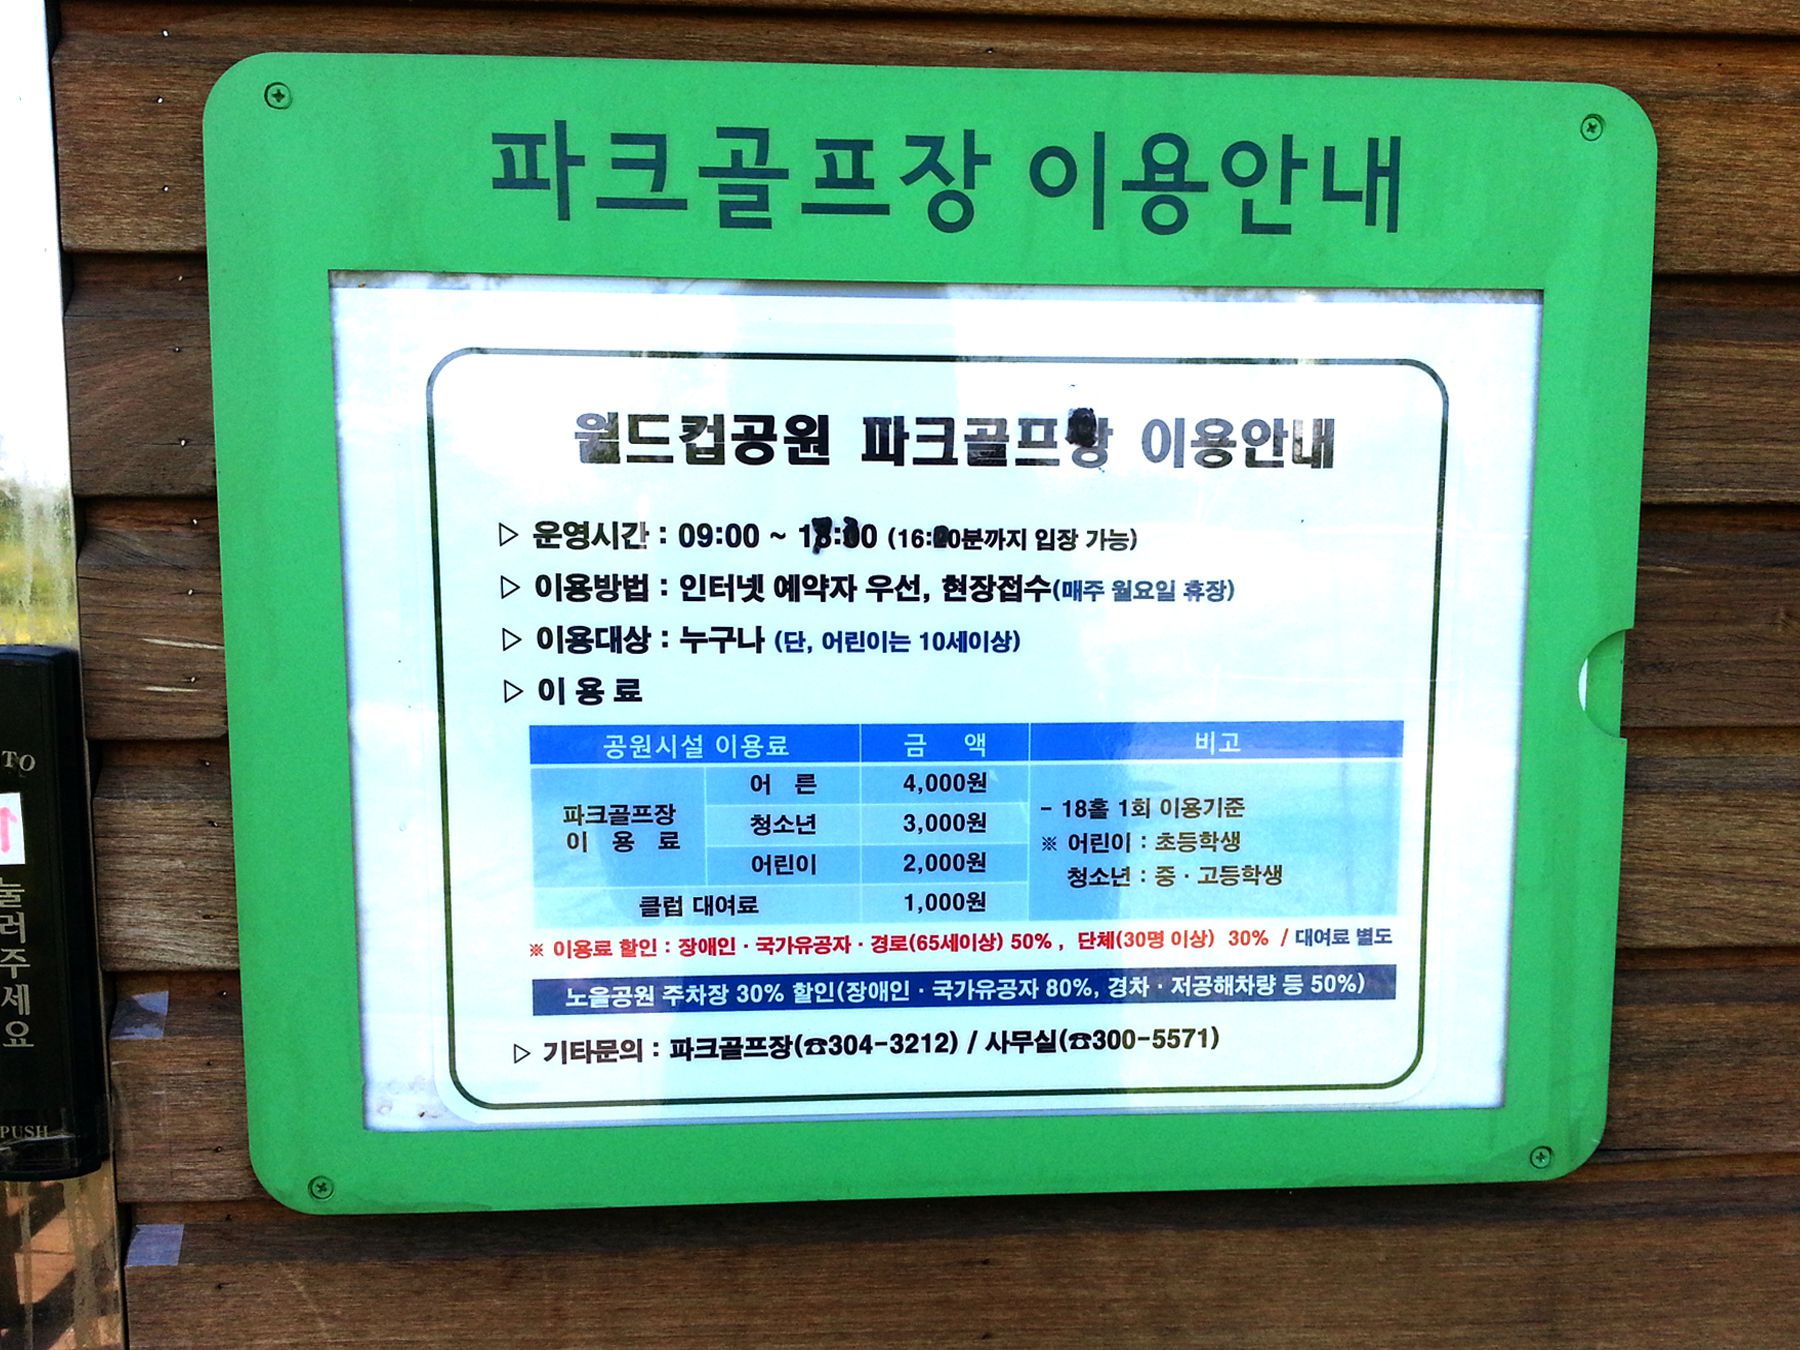 파크골프장 이용안내
월드컵공원 파크골프장 이용안내
▷ 운영시간 : 09:00 ~ (16: 0분까지 입장 가능)
▷ 이용방법 : 인터넷 예약자 우선, 현장접수(매주 월요일 휴장)
▷ 이용대상 : 누구나 (단, 어린이는 10세이상)
▷ 이 용 료
공원시설 이용료 금 액 비고
파크골프장 이 용 료
어 른 4,000원
청소년 3,000원
어린이 2,000원
클럽 대여료 1,000원
- 18홀 1회 이용기준
※ 어린이 : 초등학생
청소년 : 중 · 고등학생
※ 이용료 할인 : 장애인 · 국가유공자 · 경로(65세이상) 50% , 단체(30명 이상) 30% / 대여료 별도
노을공원 주차장 30% 할인(장애인 · 국가유공자 80%, 경차 · 저공해차량 등 50%)
▷ 기타문의 : 파크골프장(☎304-3212) / 사무실(☎300-5571)
TO
눌러주세요
PUSH